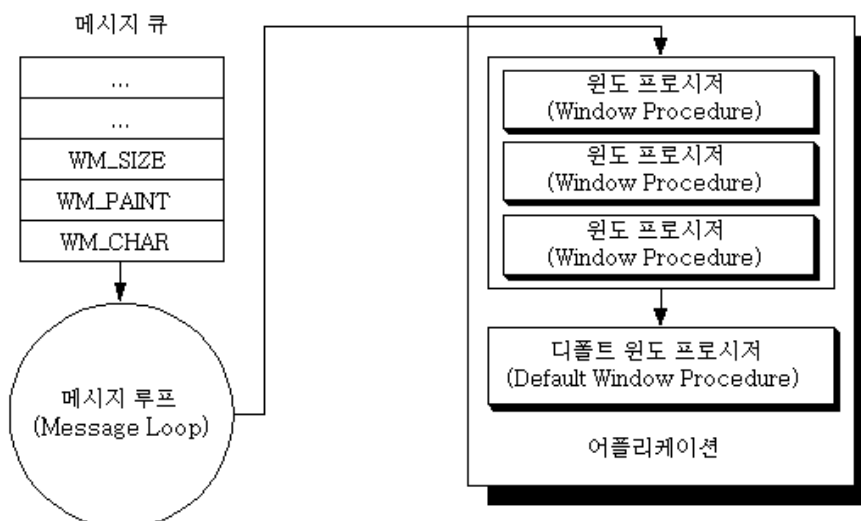 메시지 큐
...
...
WM_SIZE
WM_PAINT
WM_CHAR
메시지 루프
(Message Loop)
윈도 프로시저
(Window Procedure)
윈도 프로시저
(Window Procedure)
윈도 프로시저
(Window Procedure)
디폴트 윈도 프로시저
(Default Window Procedure)
어플리케이션